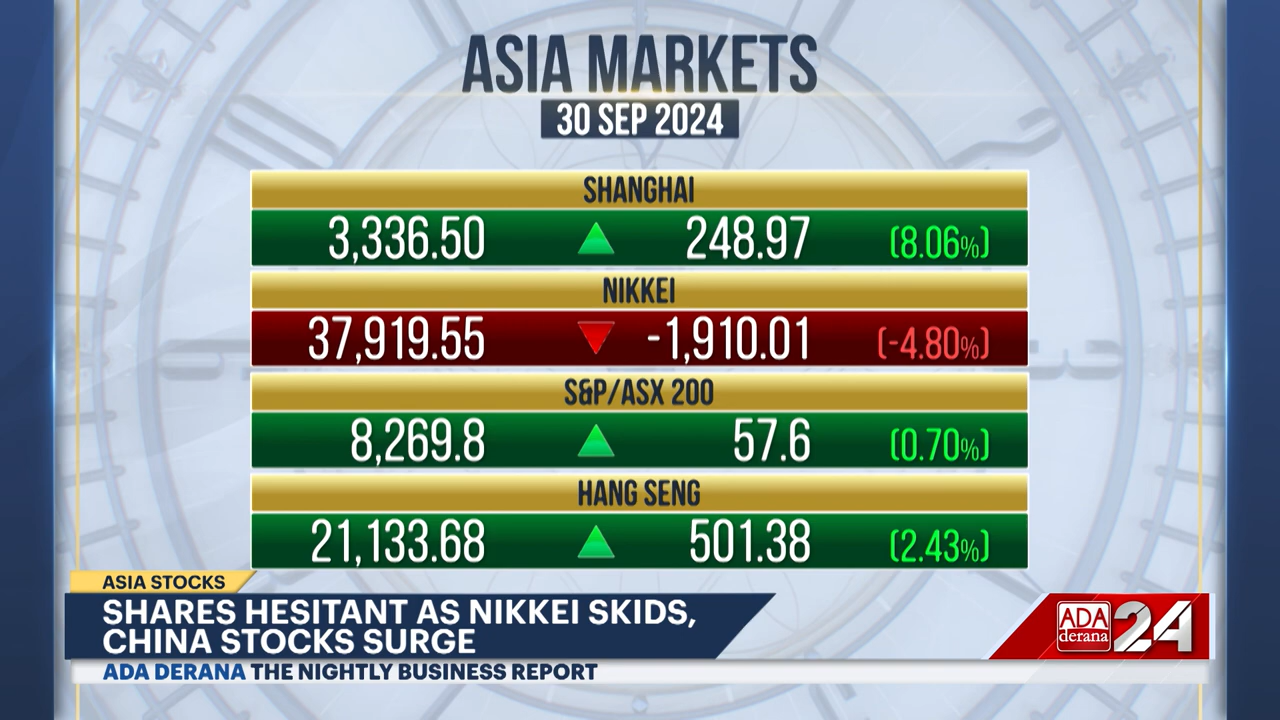 ASIA MARKETS
30 SEP 2024
SHANGHAI
3,336.50 ▲ 248.97 (8.06%)
NIKKEI
37,919.55 ▼ -1,910.01 (-4.80%)
S&P/ASX 200
8,269.8 ▲ 57.6 (0.70%)
HANG SENG
21,133.68 ▲ 501.38 (2.43%)
ASIA STOCKS
SHARES HESITANT AS NIKKEI SKIDS,
CHINA STOCKS SURGE
ADA DERANA THE NIGHTLY BUSINESS REPORT
ADA
derana
24